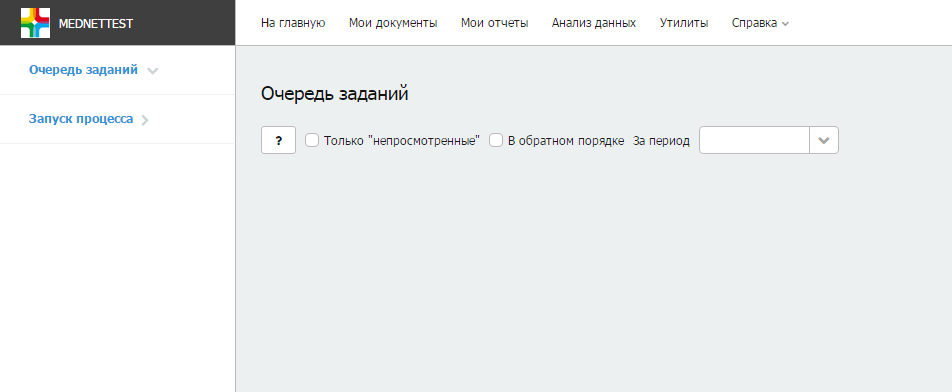 MEDNETTEST
На главную Мои документы Мои отчеты Анализ данных Утилиты Справка
Очередь заданий
Запуск процесса
Очередь заданий
? Только "непросмотренные" В обратном порядке За период